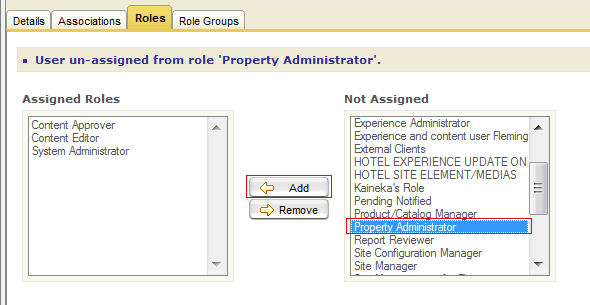 Details Associations Roles Role Groups
User un-assigned from role 'Property Administrator'.
Assigned Roles
Content Approver
Content Editor
System Administrator
Add
Remove
Not Assigned
Experience Administrator
Experience and content user Fleming
External Clients
HOTEL EXPERIENCE UPDATE ON
HOTEL SITE ELEMENT/MEDIAS
Kaineka's Role
Pending Notified
Product/Catalog Manager
Property Administrator
Report Reviewer
Site Configuration Manager
Site Manager